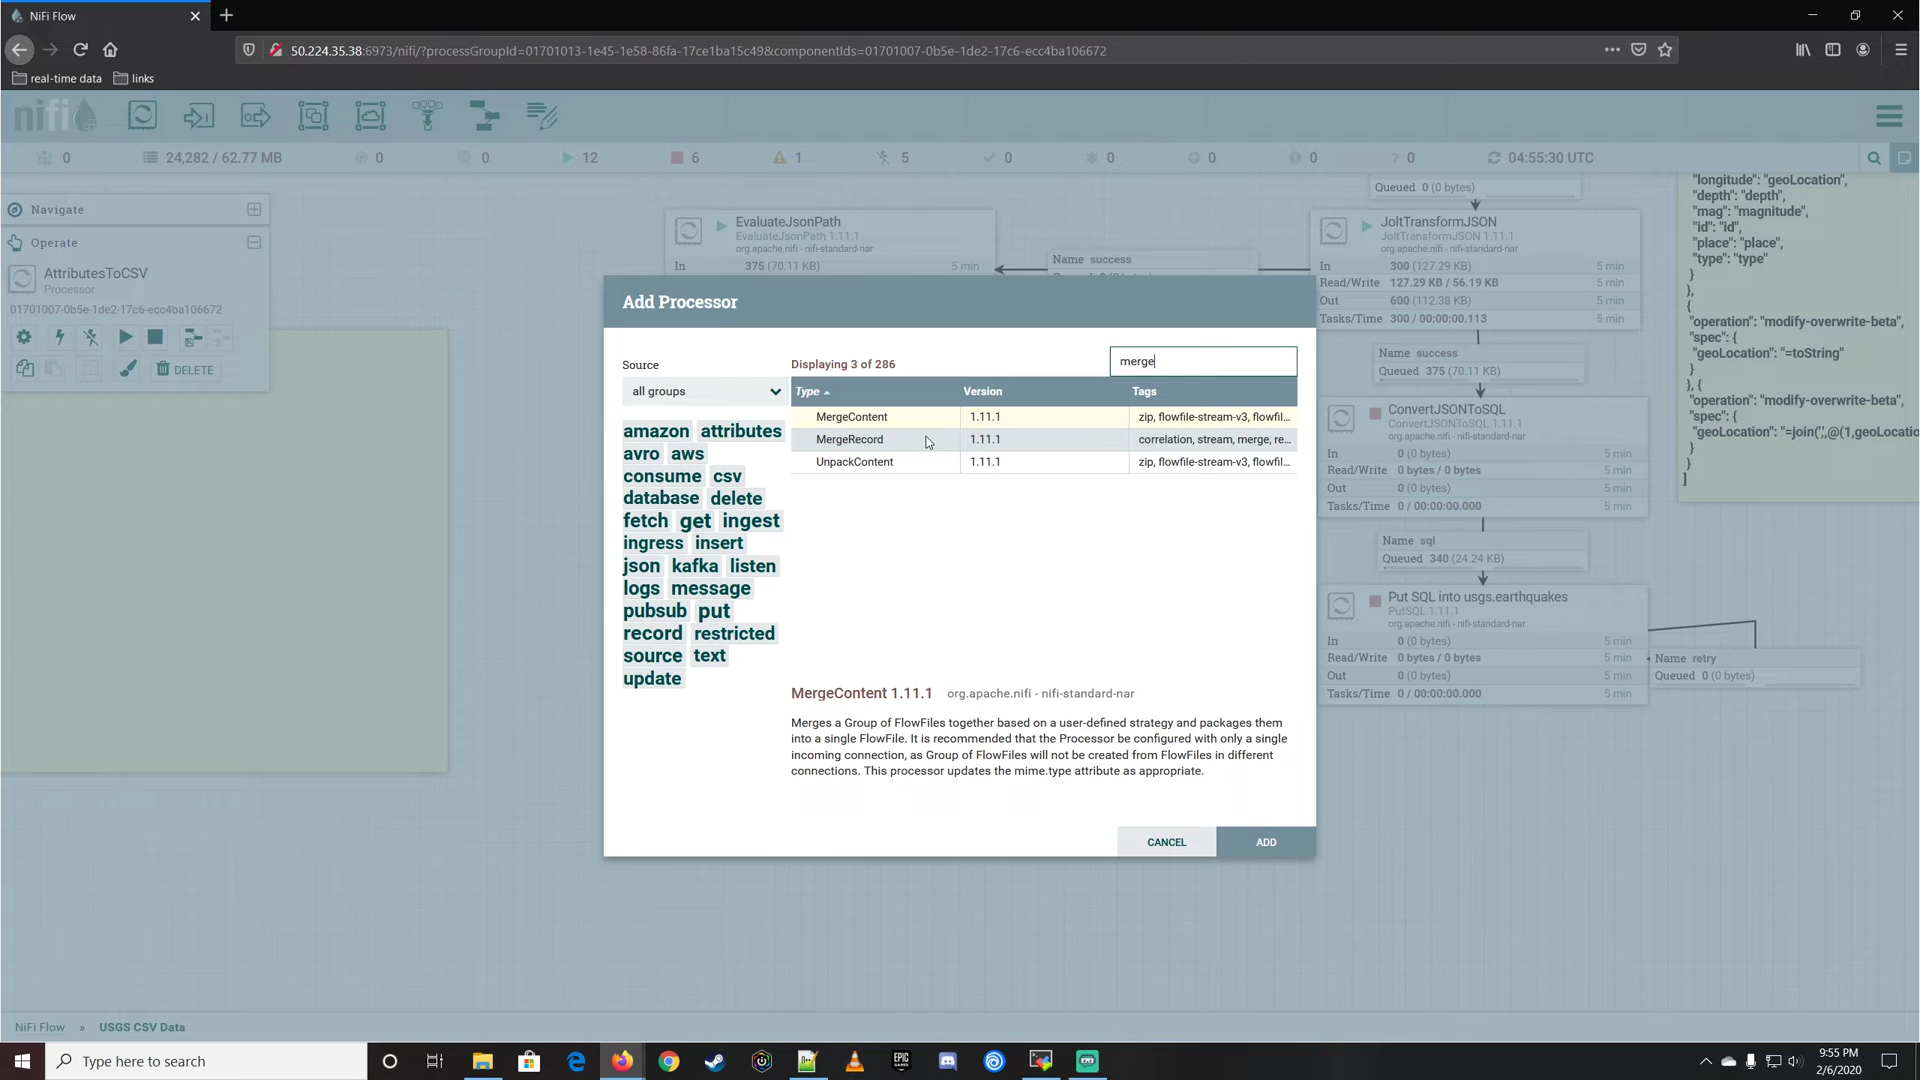 NiFi Flow
50.224.35.38:6973/nifi/?processGroupId=01701013-1e45-1e58-86fa-17ce1ba15c49&componentIds=01701007-0b5e-1de2-17c6-ecc4ba106672
real-time data links
nifi
0 24,282 / 62.77 MB 0 0 12 6 1 5 0 0 0 0 0 04:55:30 UTC
Navigate
Operate
AttributesToCSV
Processor
01701007-0b5e-1de2-17c6-ecc4ba106672
DELETE
EvaluateJsonPath
EvaluateJsonPath 1.11.1
org.apache.nifi - nifi-standard-nar
In 375 (70.11 KB) 5 min
Name success
Queued 0 (0 bytes)
JoltTransformJSON
JoltTransformJSON 1.11.1
org.apache.nifi - nifi-standard-nar
In 300 (127.29 KB) 5 min
Read/Write 127.29 KB / 56.19 KB 5 min
Out 600 (112.38 KB) 5 min
Tasks/Time 300 / 00:00:00.113 5 min
Name success
Queued 375 (70.11 KB)
ConvertJSONToSQL
ConvertJSONToSQL 1.11.1
org.apache.nifi - nifi-standard-nar
In 0 (0 bytes) 5 min
Read/Write 0 bytes / 0 bytes 5 min
Out 0 (0 bytes) 5 min
Tasks/Time 0 / 00:00:00.000 5 min
Name sql
Queued 340 (24.24 KB)
Put SQL into usgs.earthquakes
PutSQL 1.11.1
org.apache.nifi - nifi-standard-nar
In 0 (0 bytes) 5 min
Read/Write 0 bytes / 0 bytes 5 min
Out 0 (0 bytes) 5 min
Tasks/Time 0 / 00:00:00.000 5 min
Name retry
Queued 0 (0 bytes)
"longitude": "geoLocation",
"depth": "depth",
"mag": "magnitude",
"id": "id",
"place": "place",
"type": "type"
}
},
{
"operation": "modify-overwrite-beta",
"spec": {
"geoLocation": "=toString"
}
}, {
"operation": "modify-overwrite-beta",
"spec": {
"geoLocation": "=join(',',@(1,geoLocatio
}
}
]
Add Processor
Source
all groups
Displaying 3 of 286
merge
Type Version Tags
MergeContent 1.11.1 zip, flowfile-stream-v3, flowfil...
MergeRecord 1.11.1 correlation, stream, merge, re...
UnpackContent 1.11.1 zip, flowfile-stream-v3, flowfil...
amazon attributes
avro aws
consume csv
database delete
fetch get ingest
ingress insert
json kafka listen
logs message
pubsub put
record restricted
source text
update
MergeContent 1.11.1 org.apache.nifi - nifi-standard-nar
Merges a Group of FlowFiles together based on a user-defined strategy and packages them
into a single FlowFile. It is recommended that the Processor be configured with only a single
incoming connection, as Group of FlowFiles will not be created from FlowFiles in different
connections. This processor updates the mime.type attribute as appropriate.
CANCEL ADD
NiFi Flow » USGS CSV Data
Type here to search
EPIC GAMES
9:55 PM
2/6/2020